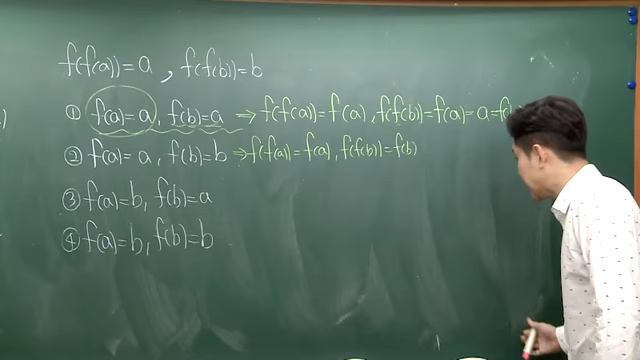 f(f(a))=a, f(f(b))=b
① f(a)=a, f(b)=a ⇒ f(f(a))=f(a), f(f(b))=f(a)=a=f(
② f(a)=a, f(b)=b ⇒ f(f(a))=f(a), f(f(b))=f(b)
③ f(a)=b, f(b)=a
④ f(a)=b, f(b)=b